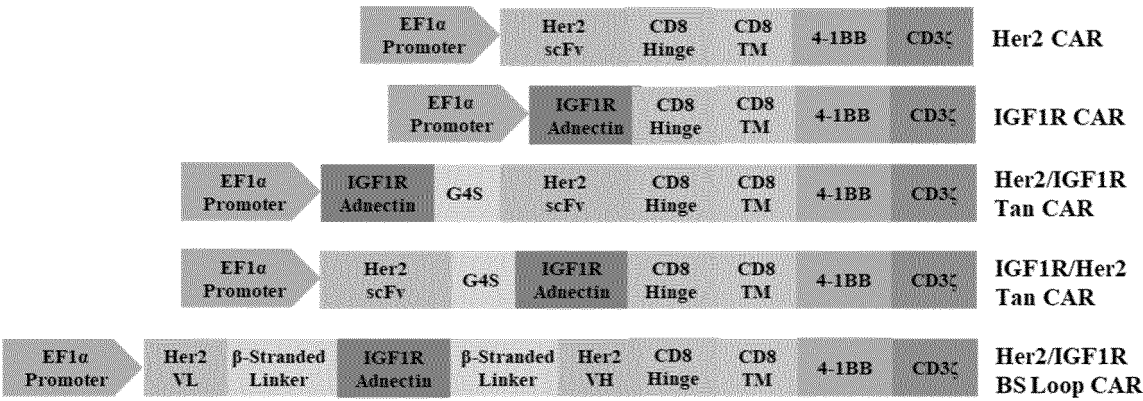 EF1α Promoter Her2 scFv CD8 Hinge CD8 TM 4-1BB CD3ζ Her2 CAR
EF1α Promoter IGF1R Adnectin CD8 Hinge CD8 TM 4-1BB CD3ζ IGF1R CAR
EF1α Promoter IGF1R Adnectin G4S Her2 scFv CD8 Hinge CD8 TM 4-1BB CD3ζ Her2/IGF1R Tan CAR
EF1α Promoter Her2 scFv G4S IGF1R Adnectin CD8 Hinge CD8 TM 4-1BB CD3ζ IGF1R/Her2 Tan CAR
EF1α Promoter Her2 VL β-Stranded Linker IGF1R Adnectin β-Stranded Linker Her2 VH CD8 Hinge CD8 TM 4-1BB CD3ζ Her2/IGF1R BS Loop CAR